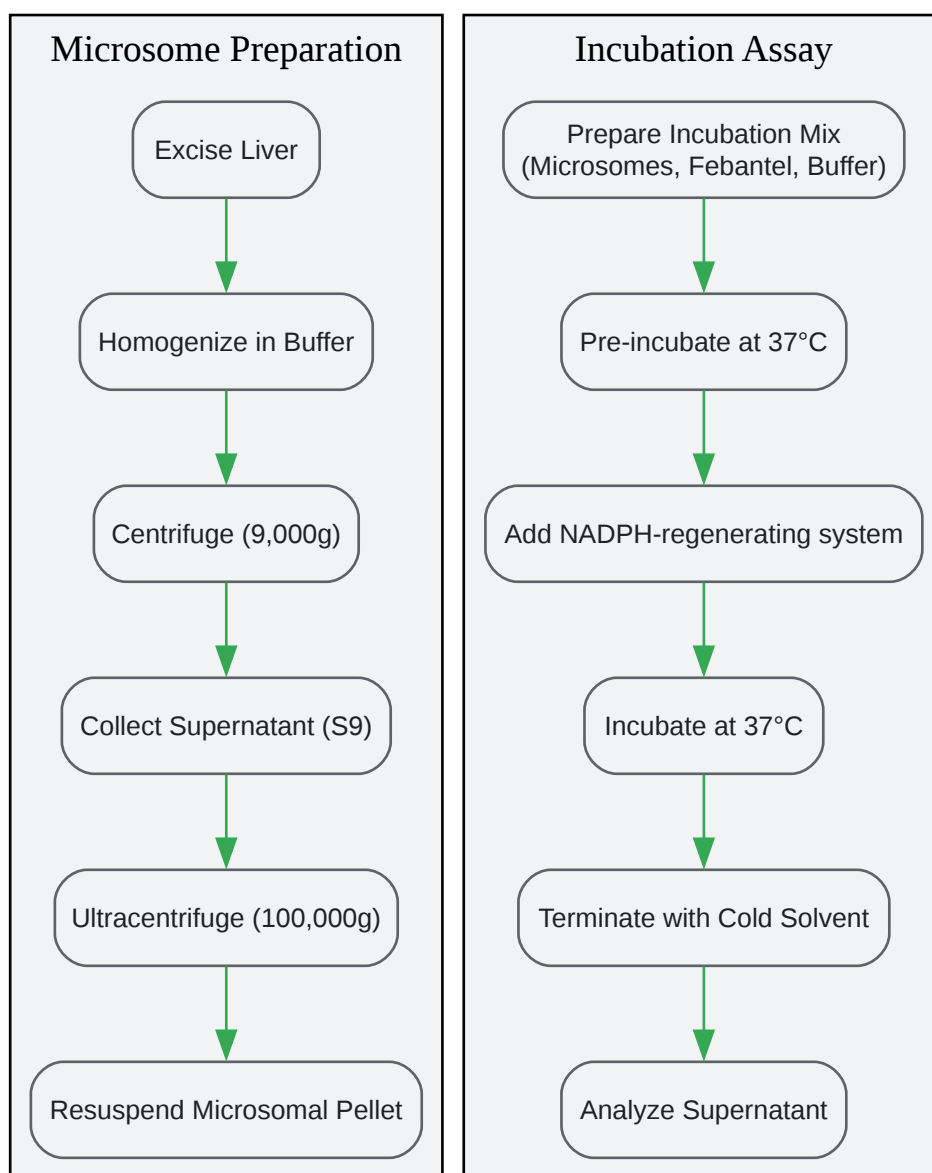 Microsome Preparation
Excise Liver
Homogenize in Buffer
Centrifuge (9,000g)
Collect Supernatant (S9)
Ultracentrifuge (100,000g)
Resuspend Microsomal Pellet
Incubation Assay
Prepare Incubation Mix
(Microsomes, Febantel, Buffer)
Pre-incubate at 37°C
Add NADPH-regenerating system
Incubate at 37°C
Terminate with Cold Solvent
Analyze Supernatant